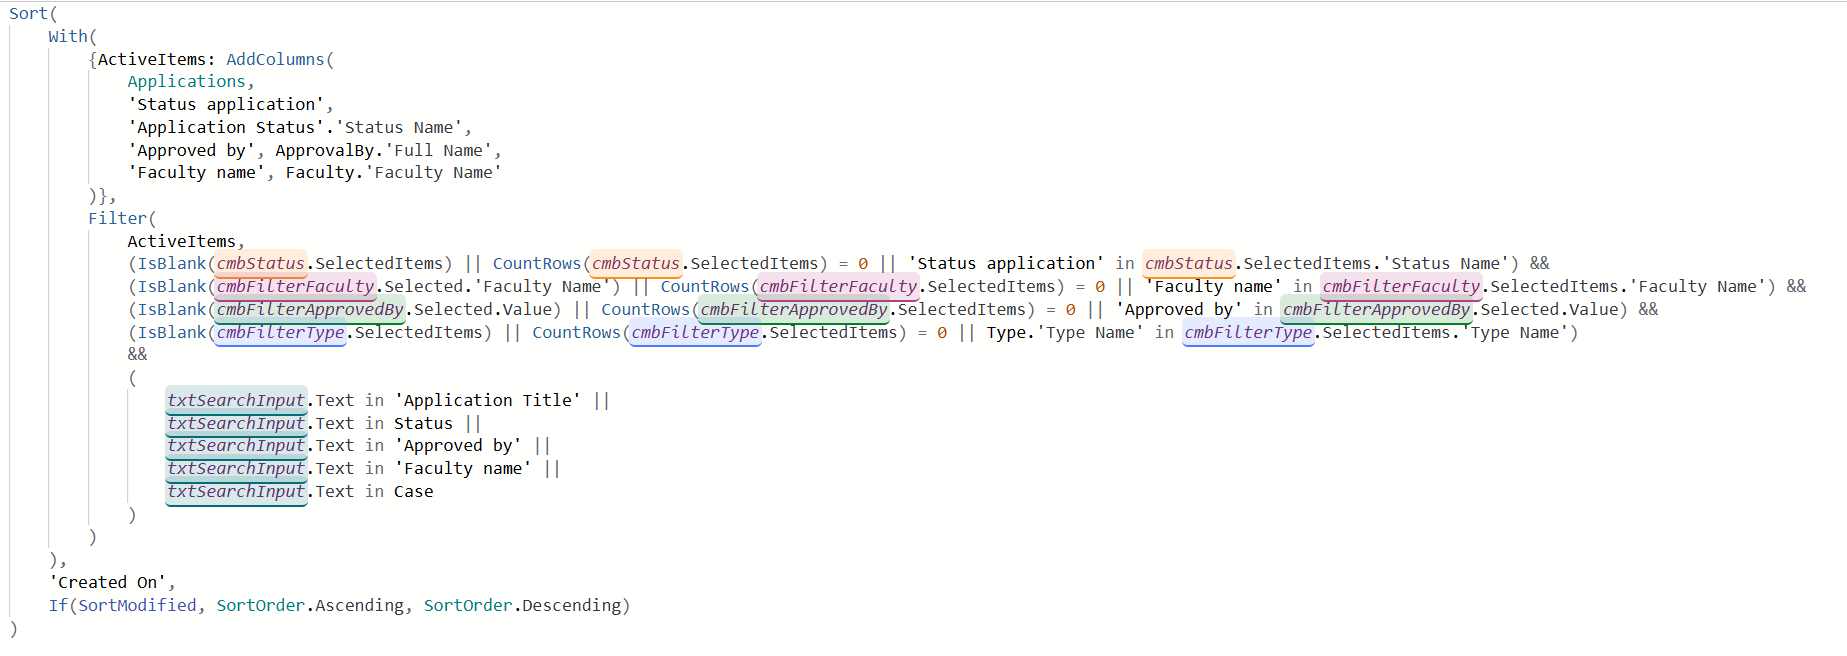 Sort(
With(
{ActiveItems: AddColumns(
Applications,
'Status application',
'Application Status'.'Status Name',
'Approved by', ApprovalBy.'Full Name',
'Faculty name', Faculty.'Faculty Name'
)},
Filter(
ActiveItems,
(IsBlank(cmbStatus.SelectedItems) || CountRows(cmbStatus.SelectedItems) = 0 || 'Status application' in cmbStatus.SelectedItems.'Status Name') &&
(IsBlank(cmbFilterFaculty.Selected.'Faculty Name') || CountRows(cmbFilterFaculty.SelectedItems) = 0 || 'Faculty name' in cmbFilterFaculty.SelectedItems.'Faculty Name') &&
(IsBlank(cmbFilterApprovedBy.Selected.Value) || CountRows(cmbFilterApprovedBy.SelectedItems) = 0 || 'Approved by' in cmbFilterApprovedBy.Selected.Value) &&
(IsBlank(cmbFilterType.SelectedItems) || CountRows(cmbFilterType.SelectedItems) = 0 || Type.'Type Name' in cmbFilterType.SelectedItems.'Type Name')
&&
(
txtSearchInput.Text in 'Application Title' ||
txtSearchInput.Text in Status ||
txtSearchInput.Text in 'Approved by' ||
txtSearchInput.Text in 'Faculty name' ||
txtSearchInput.Text in Case
)
)
),
'Created On',
If(SortModified, SortOrder.Ascending, SortOrder.Descending)
)